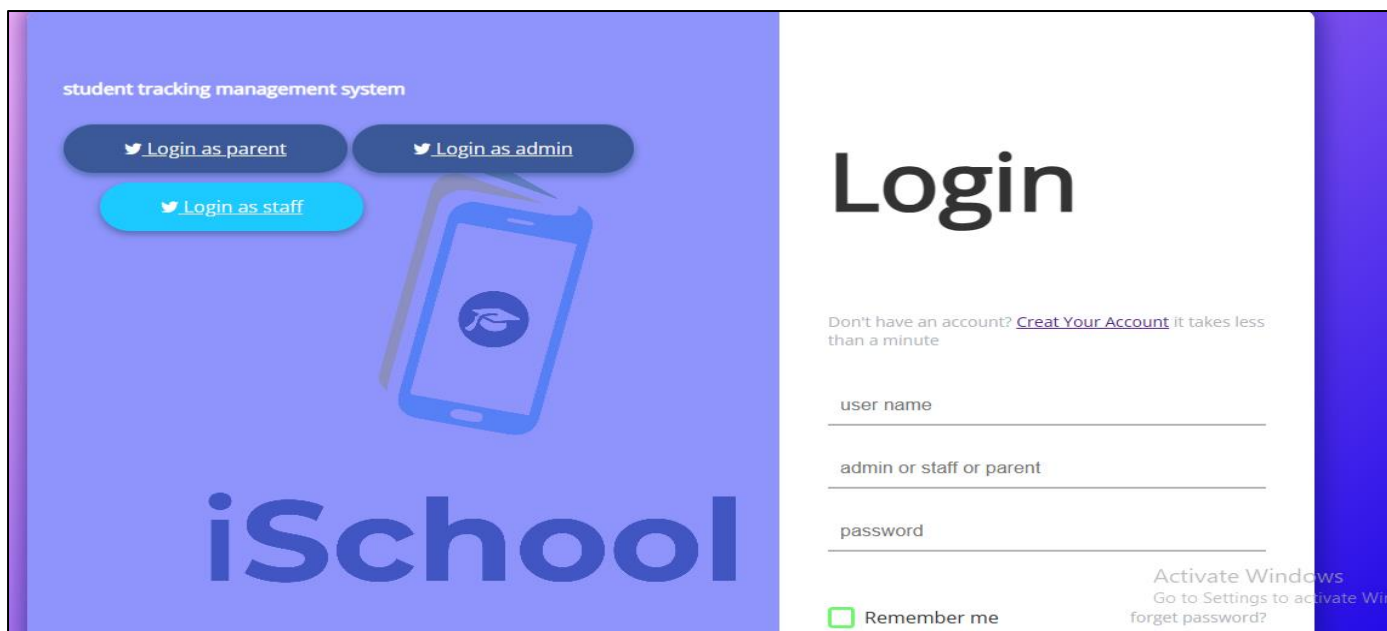 student tracking management system
Login as parent
Login as admin
Login as staff
iSchool
Login
Don't have an account? Creat Your Account it takes less
than a minute
user name
admin or staff or parent
password
Remember me
forget password?
Activate Windows
Go to Settings to activate Win